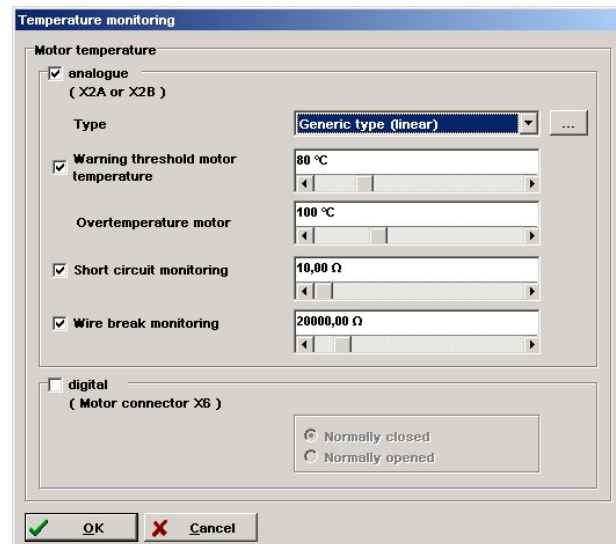 Temperature monitoring
Motor temperature
analogue
( X2A or X2B )
Type
Generic type (linear)
...
Warning threshold motor
temperature
80 °C
Overtemperature motor
100 °C
Short circuit monitoring
10,00 Ω
Wire break monitoring
20000,00 Ω
digital
( Motor connector X6 )
Normally closed
Normally opened
OK
Cancel